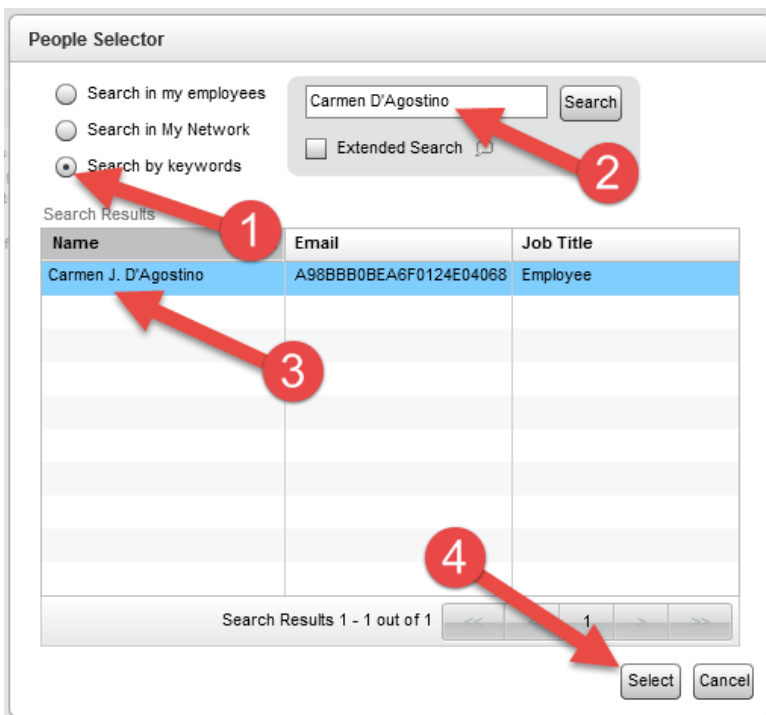 People Selector
Search in my employees
Carmen D'Agostino
Search
Search in My Network
Extended Search
Search by keywords
2
1
Search Results
Name
Email
Job Title
Carmen J. D'Agostino
A98BBB0BEA6F0124E04068
Employee
3
4
Search Results 1 - 1 out of 1
<<
1
>
>>
Select
Cancel